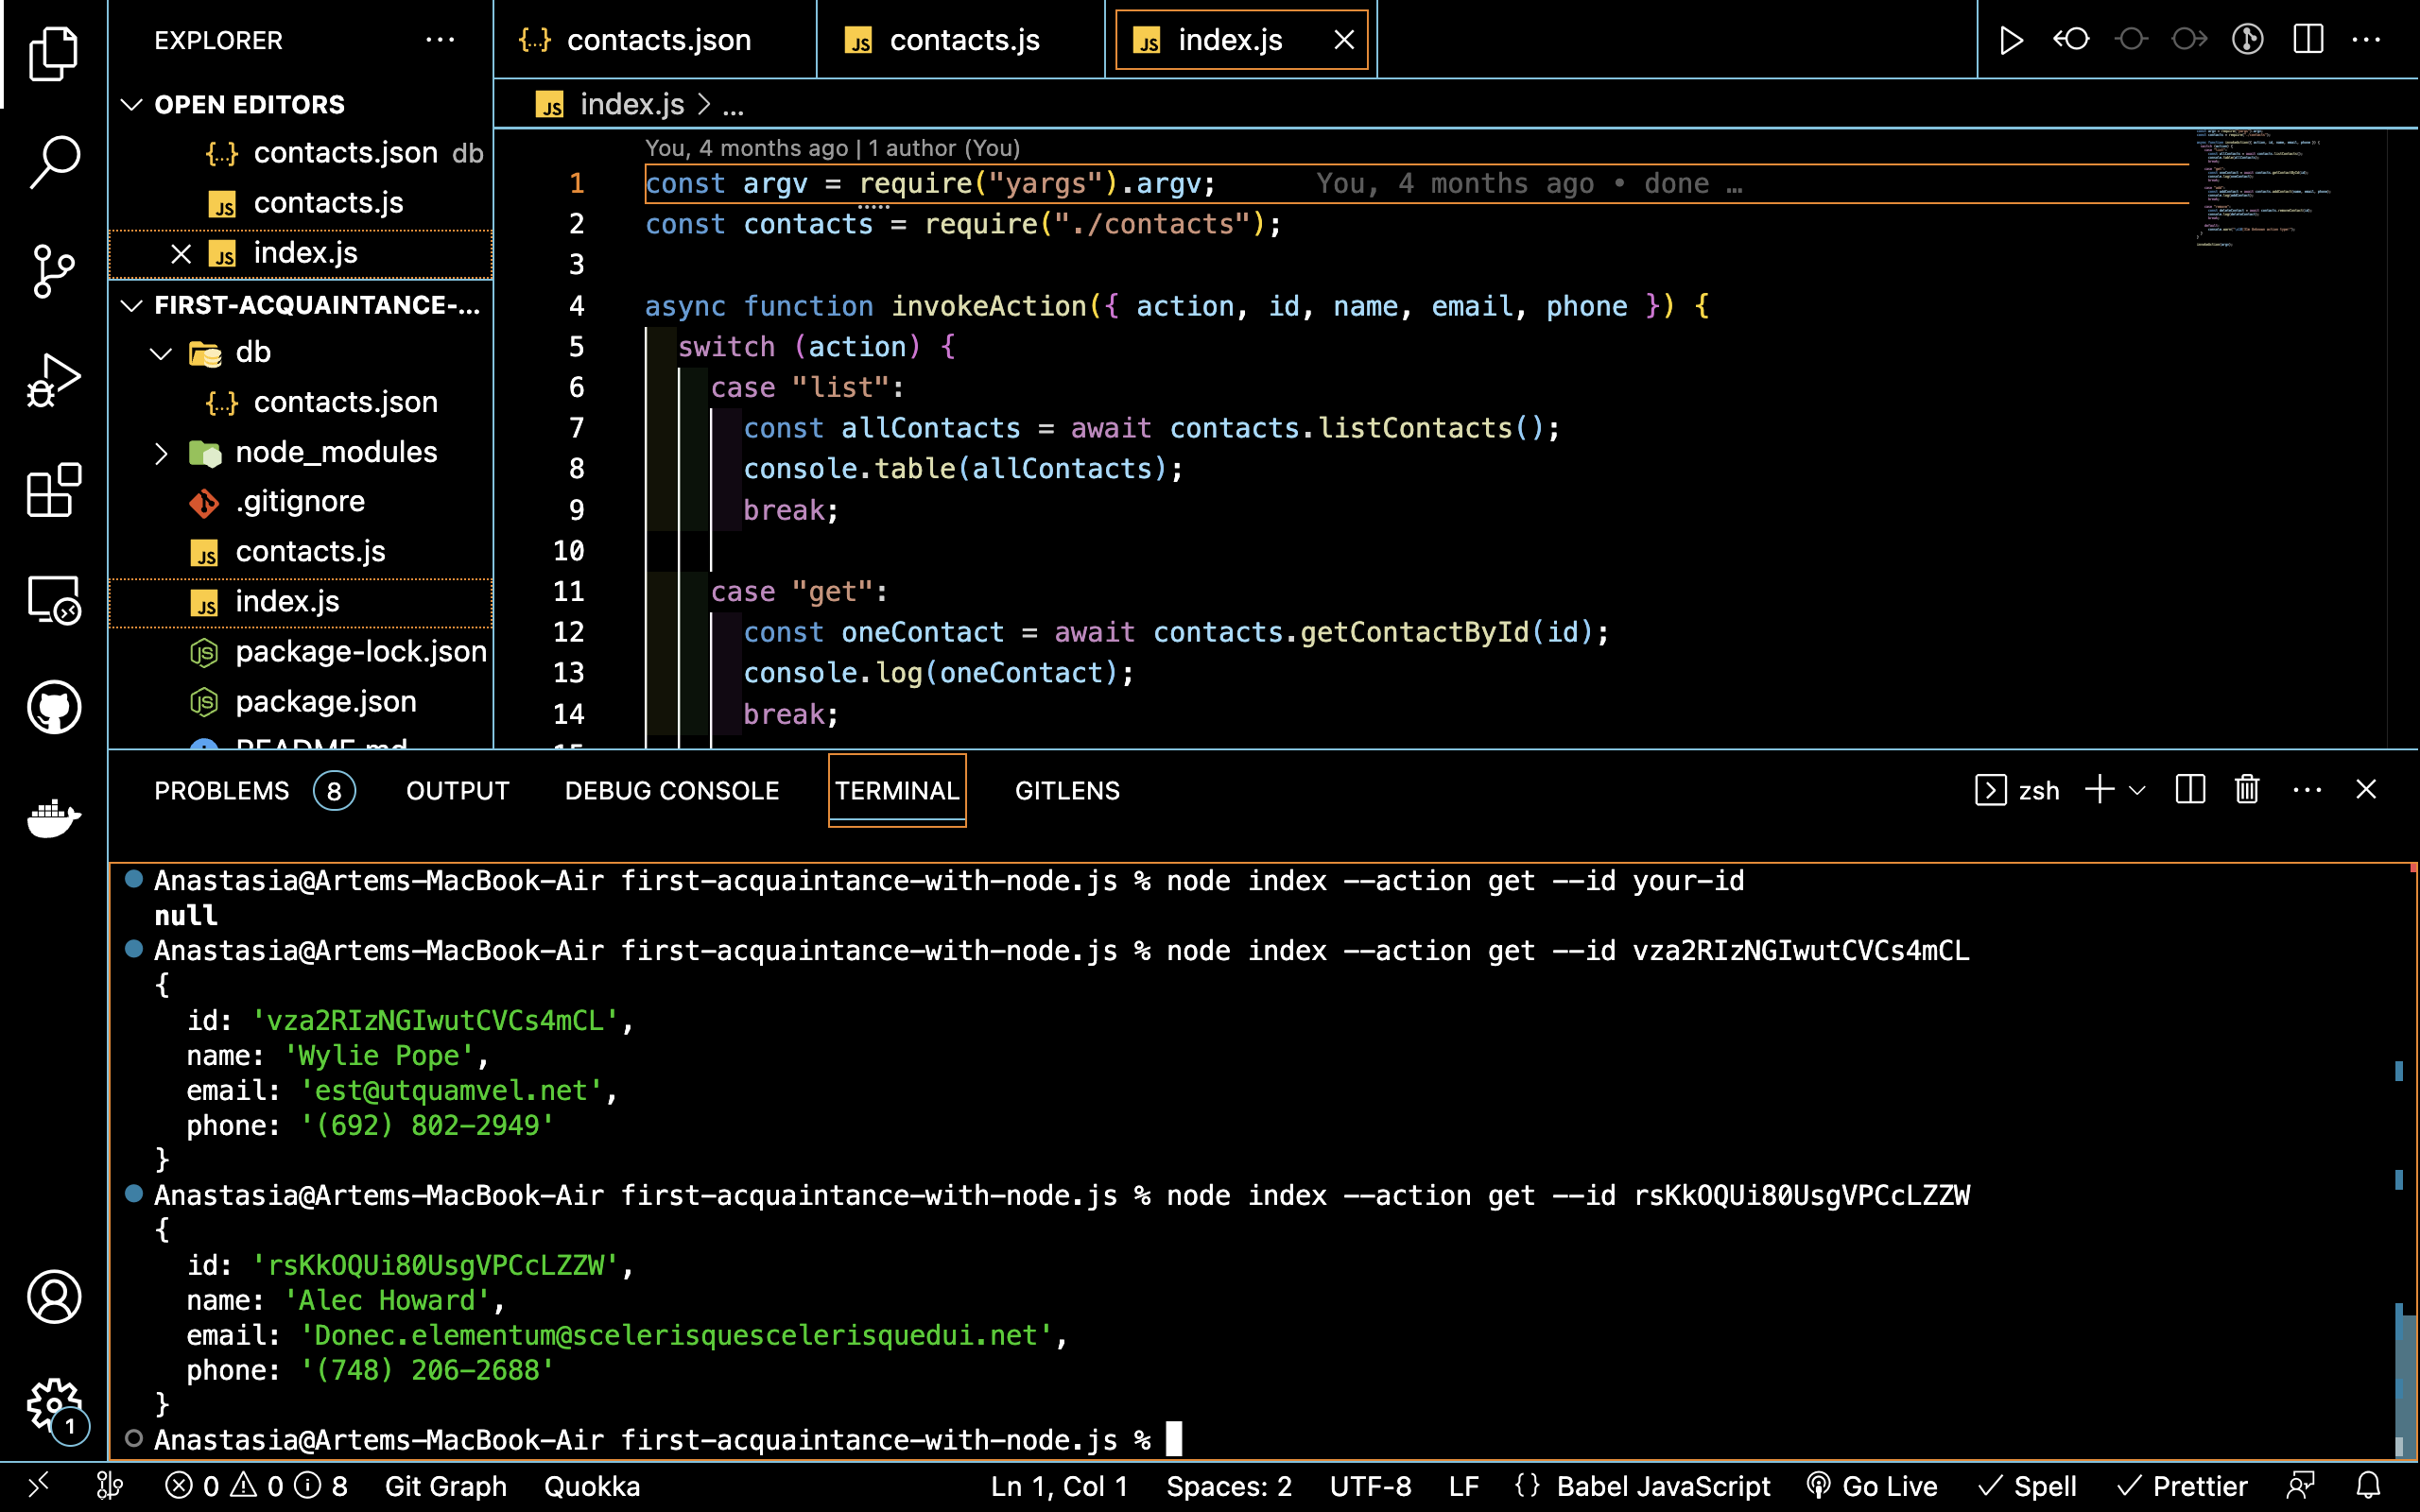 EXPLORER
OPEN EDITORS
contacts.json db
contacts.js
index.js
FIRST-ACQUAINTANCE-...
db
contacts.json
node_modules
.gitignore
contacts.js
index.js
package-lock.json
package.json
README.md
contacts.json
contacts.js
index.js
index.js > ...
You, 4 months ago | 1 author (You)
1 const argv = require("yargs").argv; You, 4 months ago • done …
2 const contacts = require("./contacts");
3
4 async function invokeAction({ action, id, name, email, phone }) {
5 switch (action) {
6 case "list":
7 const allContacts = await contacts.listContacts();
8 console.table(allContacts);
9 break;
10
11 case "get":
12 const oneContact = await contacts.getContactById(id);
13 console.log(oneContact);
14 break;
PROBLEMS 8 OUTPUT DEBUG CONSOLE TERMINAL GITLENS zsh
Anastasia@Artems-MacBook-Air first-acquaintance-with-node.js % node index --action get --id your-id
null
Anastasia@Artems-MacBook-Air first-acquaintance-with-node.js % node index --action get --id vza2RIzNGIwutCVCs4mCL
{
id: 'vza2RIzNGIwutCVCs4mCL',
name: 'Wylie Pope',
email: 'est@utquamvel.net',
phone: '(692) 802-2949'
}
Anastasia@Artems-MacBook-Air first-acquaintance-with-node.js % node index --action get --id rsKkOQUi80UsgVPCcLZZW
{
id: 'rsKkOQUi80UsgVPCcLZZW',
name: 'Alec Howard',
email: 'Donec.elementum@scelerisquescelerisquedui.net',
phone: '(748) 206-2688'
}
Anastasia@Artems-MacBook-Air first-acquaintance-with-node.js %
1
0 0 8 Git Graph Quokka Ln 1, Col 1 Spaces: 2 UTF-8 LF {} Babel JavaScript Go Live Spell Prettier